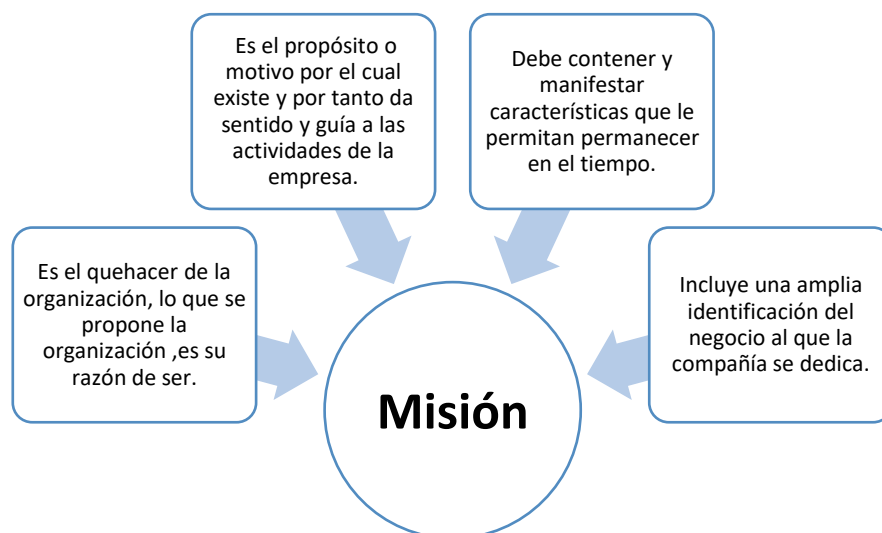 Es el propósito o
motivo por el cual
existe y por tanto da
sentido y guía a las
actividades de la
empresa.
Debe contener y
manifestar
características que le
permitan permanecer
en el tiempo.
Es el quehacer de la
organización, lo que se
propone la
organización ,es su
razón de ser.
Incluye una amplia
identificación del
negocio al que la
compañía se dedica.
Misión